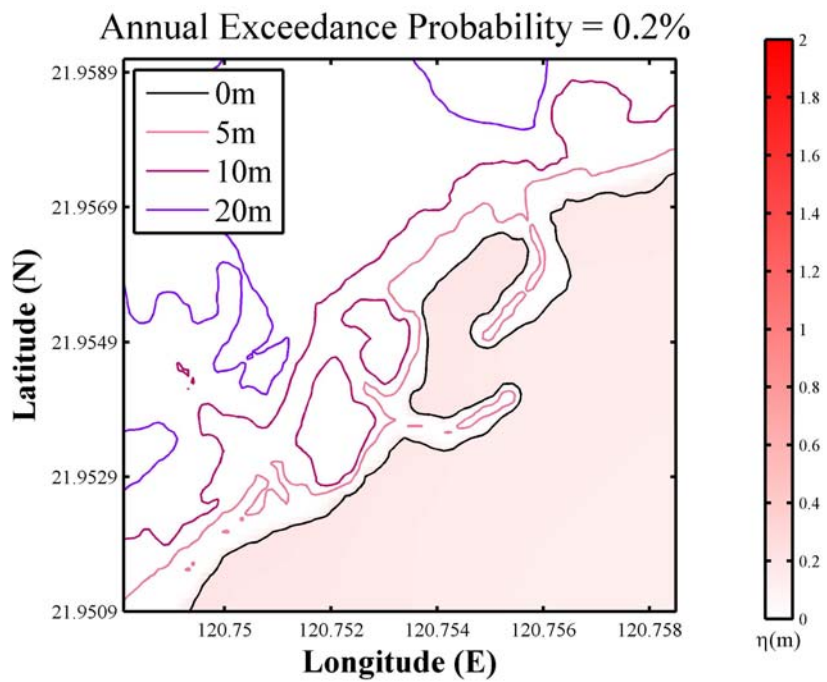 Annual Exceedance Probability = 0.2%
21.9589
21.9569
21.9549
21.9529
21.9509
Latitude (N)
0m
5m
10m
20m
120.75
120.752
120.754
120.756
120.758
Longitude (E)
2
1.8
1.6
1.4
1.2
1
0.8
0.6
0.4
0.2
0
η(m)